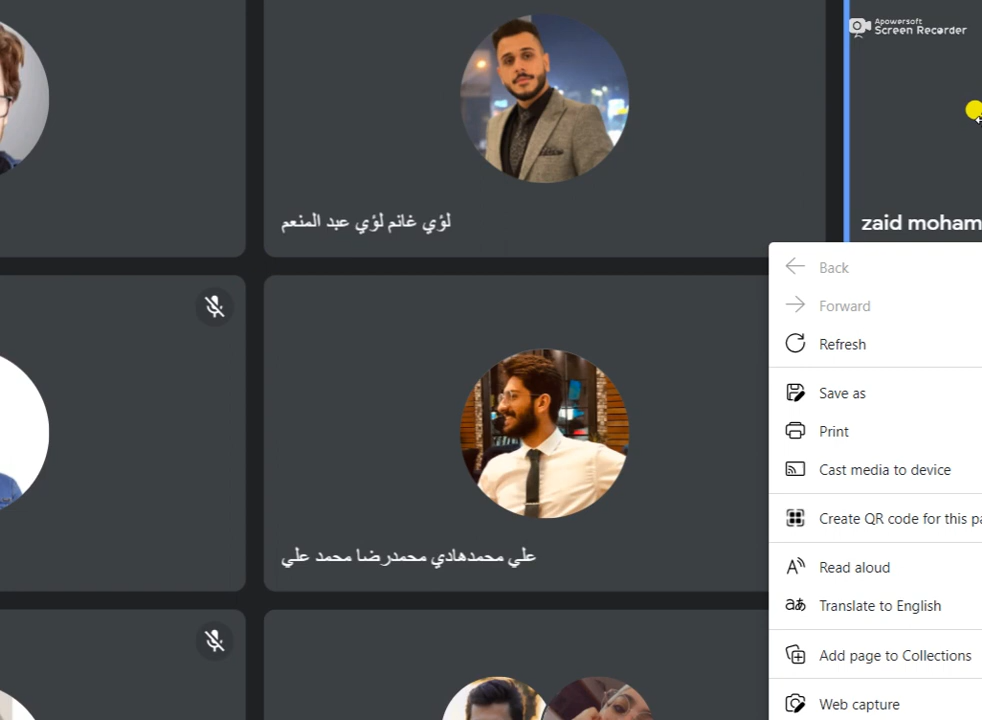 Apowersoft
Screen Recorder
لؤي غانم لؤي عبد المنعم
zaid moham
Back
Forward
Refresh
Save as
Print
Cast media to device
علي محمدهادي محمدرضا محمد علي
Create QR code for this pa
Read aloud
Translate to English
Add page to Collections
Web capture